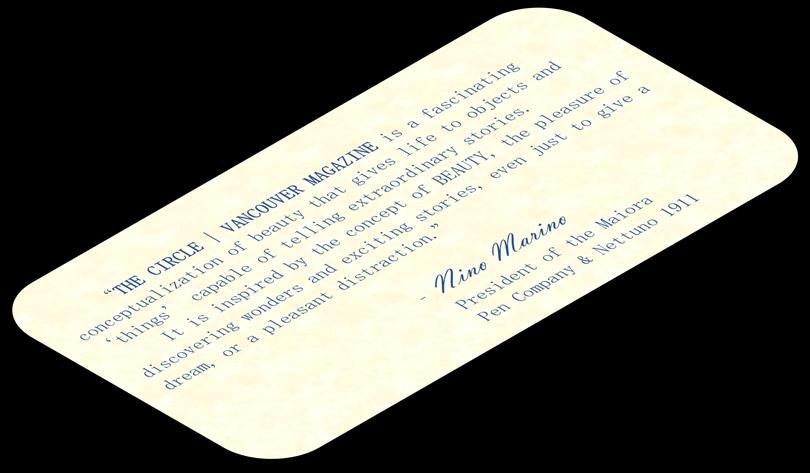 “THE CIRCLE | VANCOUVER MAGAZINE is a fascinating
conceptualization of beauty that gives life to objects and
‘things’ capable of telling extraordinary stories.
It is inspired by the concept of BEAUTY, the pleasure of
discovering wonders and exciting stories, even just to give a
dream, or a pleasant distraction.”
- Nino Marino
President of the Maiora
Pen Company & Nettuno 1911